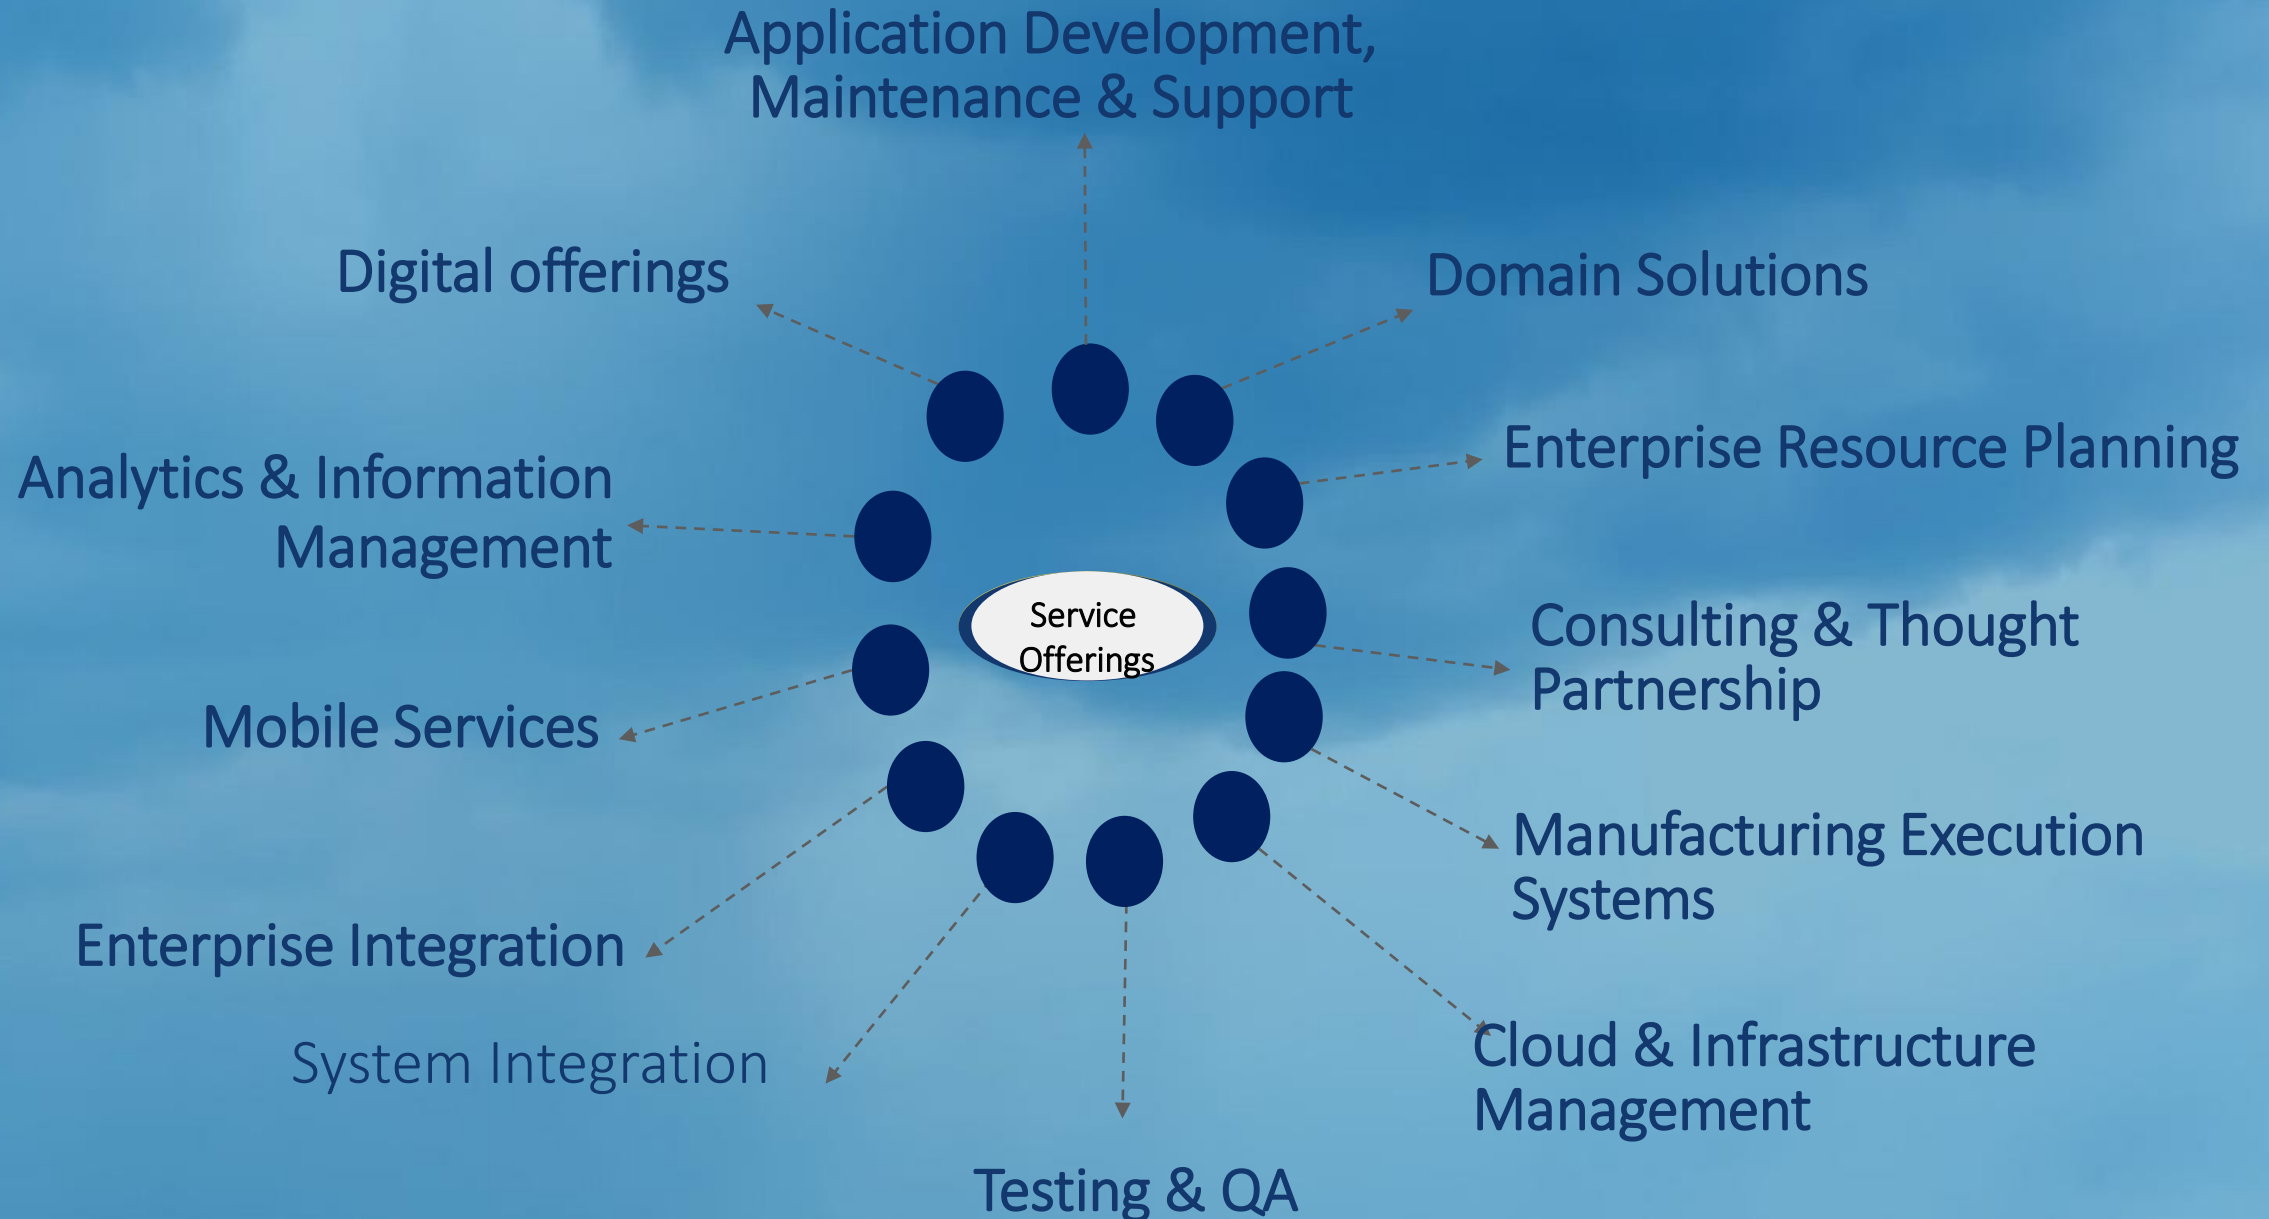 Application Development,
Maintenance & Support
Digital offerings
Domain Solutions
Enterprise Resource Planning
Analytics & Information
Management
Service
Offerings
Consulting & Thought
Partnership
Mobile Services
Manufacturing Execution
Systems
Enterprise Integration
System Integration
Cloud & Infrastructure
Management
Testing & QA